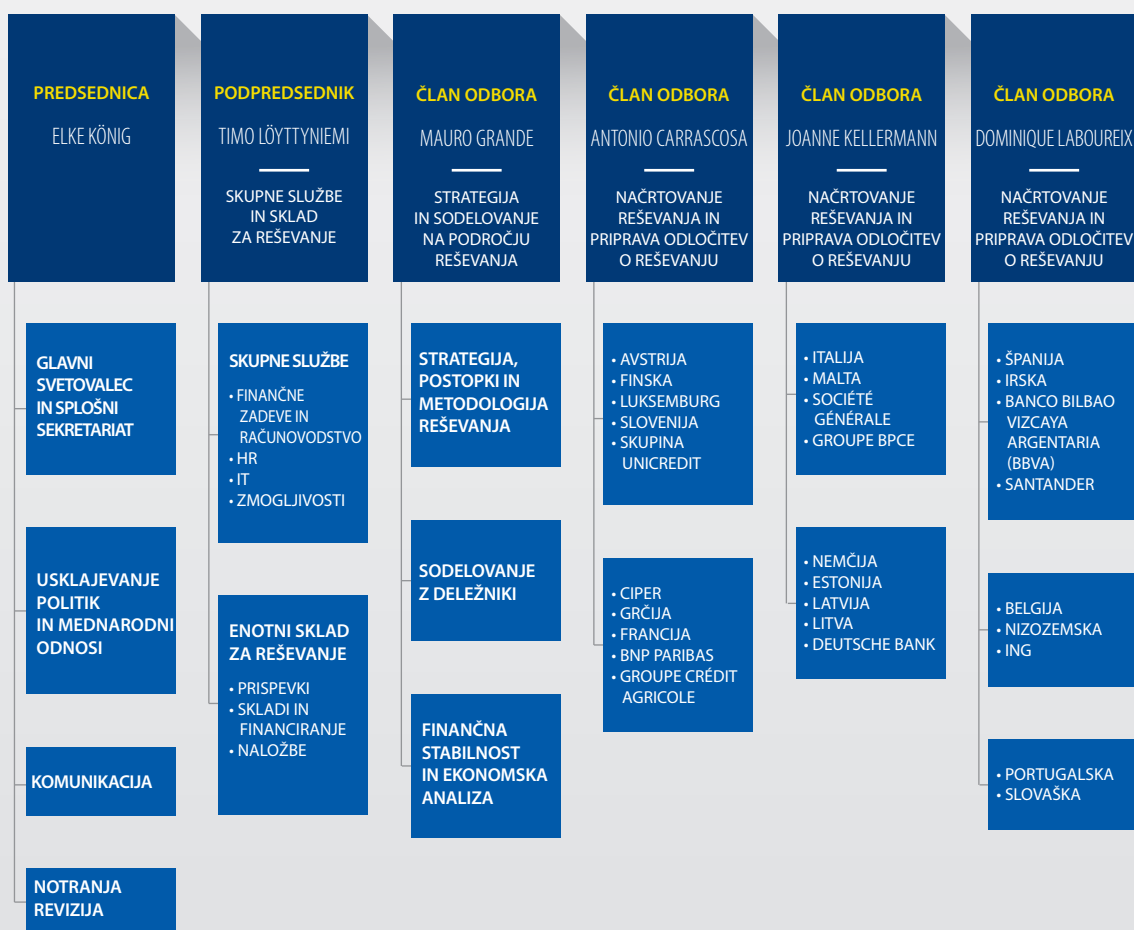 PREDSEDNICA
ELKE KÖNIG
GLAVNI
SVETOVALEC
IN SPLOŠNI
SEKRETARIAT
USKLAJEVANJE
POLITIK
IN MEDNARODNI
ODNOSI
KOMUNIKACIJA
NOTRANJA
REVIZIJA
PODPREDSEDNIK
TIMO LÖYTTYNIEMI
SKUPNE SLUŽBE
IN SKLAD
ZA REŠEVANJE
SKUPNE SLUŽBE
• FINANČNE
ZADEVE IN
RAČUNOVODSTVO
• HR
• IT
• ZMOGLJIVOSTI
ENOTNI SKLAD
ZA REŠEVANJE
• PRISPEVKI
• SKLADI IN
FINANCIRANJE
• NALOŽBE
ČLAN ODBORA
MAURO GRANDE
STRATEGIJA
IN SODELOVANJE
NA PODROČJU
REŠEVANJA
STRATEGIJA,
POSTOPKI IN
METODOLOGIJA
REŠEVANJA
SODELOVANJE
Z DELEŽNIKI
FINANČNA
STABILNOST
IN EKONOMSKA
ANALIZA
ČLAN ODBORA
ANTONIO CARRASCOSA
NAČRTOVANJE
REŠEVANJA IN
PRIPRAVA ODLOČITEV
O REŠEVANJU
• AVSTRIJA
• FINSKA
• LUKSEMBURG
• SLOVENIJA
• SKUPINA
UNICREDIT
• CIPER
• GRČIJA
• FRANCIJA
• BNP PARIBAS
• GROUPE CRÉDIT
AGRICOLE
ČLAN ODBORA
JOANNE KELLERMANN
NAČRTOVANJE
REŠEVANJA IN
PRIPRAVA ODLOČITEV
O REŠEVANJU
• ITALIJA
• MALTA
• SOCIÉTÉ
GÉNÉRALE
• GROUPE BPCE
• NEMČIJA
• ESTONIJA
• LATVIJA
• LITVA
• DEUTSCHE BANK
ČLAN ODBORA
DOMINIQUE LABOUREIX
NAČRTOVANJE
REŠEVANJA IN
PRIPRAVA ODLOČITEV
O REŠEVANJU
• ŠPANIJA
• IRSKA
• BANCO BILBAO
VIZCAYA
ARGENTARIA
(BBVA)
• SANTANDER
• BELGIJA
• NIZOZEMSKA
• ING
• PORTUGALSKA
• SLOVAŠKA